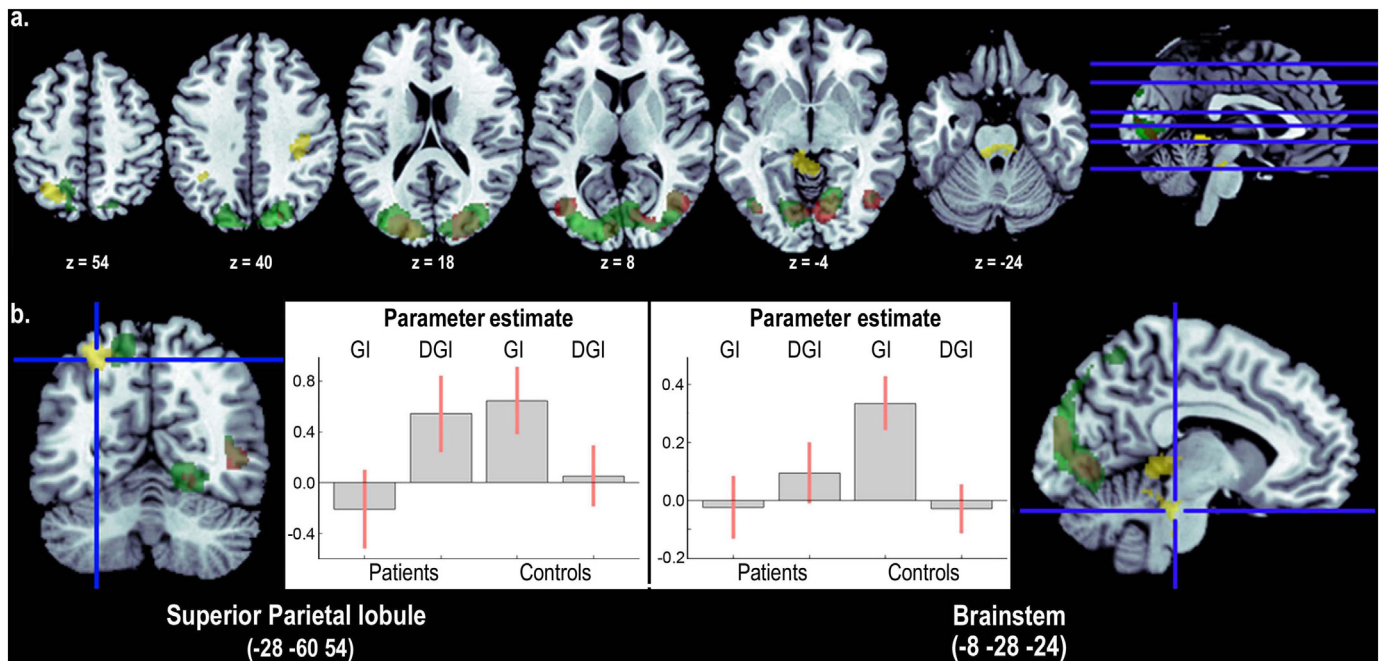 a.
z = 54
z = 40
z = 18
z = 8
z = -4
z = -24
b.
Parameter estimate
GI DGI GI DGI
0.8
0.4
0.0
-0.4
Patients Controls
Parameter estimate
GI DGI GI DGI
0.4
0.2
0.0
-0.2
Patients Controls
Superior Parietal lobule
(-28 -60 54)
Brainstem
(-8 -28 -24)